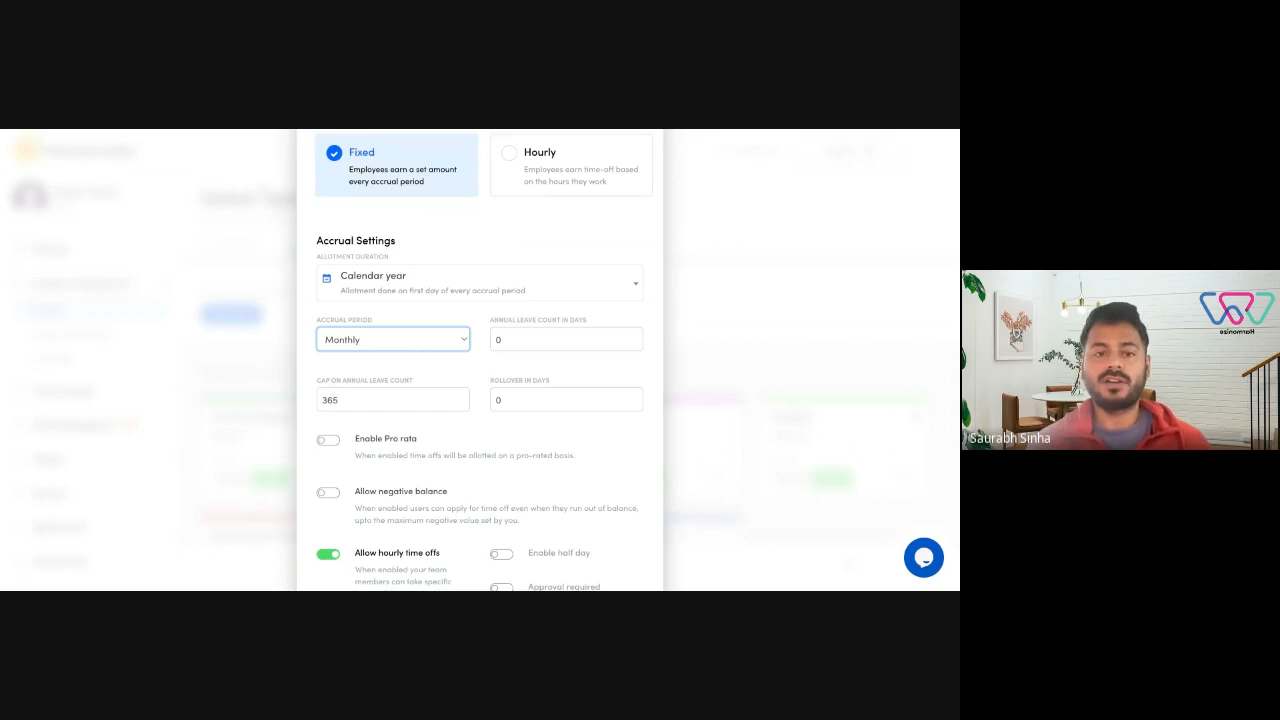 Fixed
Employees earn a set amount
every accrual period
Hourly
Employees earn time-off based
on the hours they work
Accrual Settings
ALLOTMENT DURATION
Calendar year
Allotment done on first day of every accrual period
ACCRUAL PERIOD
ANNUAL LEAVE COUNT IN DAYS
Monthly
0
CAP ON ANNUAL LEAVE COUNT
ROLLOVER IN DAYS
365
0
Enable Pro rata
When enabled time offs will be allotted on a pro-rated basis.
Allow negative balance
When enabled users can apply for time off even when they run out of balance,
upto the maximum negative value set by you.
Allow hourly time offs
Enable half day
When enabled your team
members can take specific
Approval required
Harmonize
Saurabh Sinha